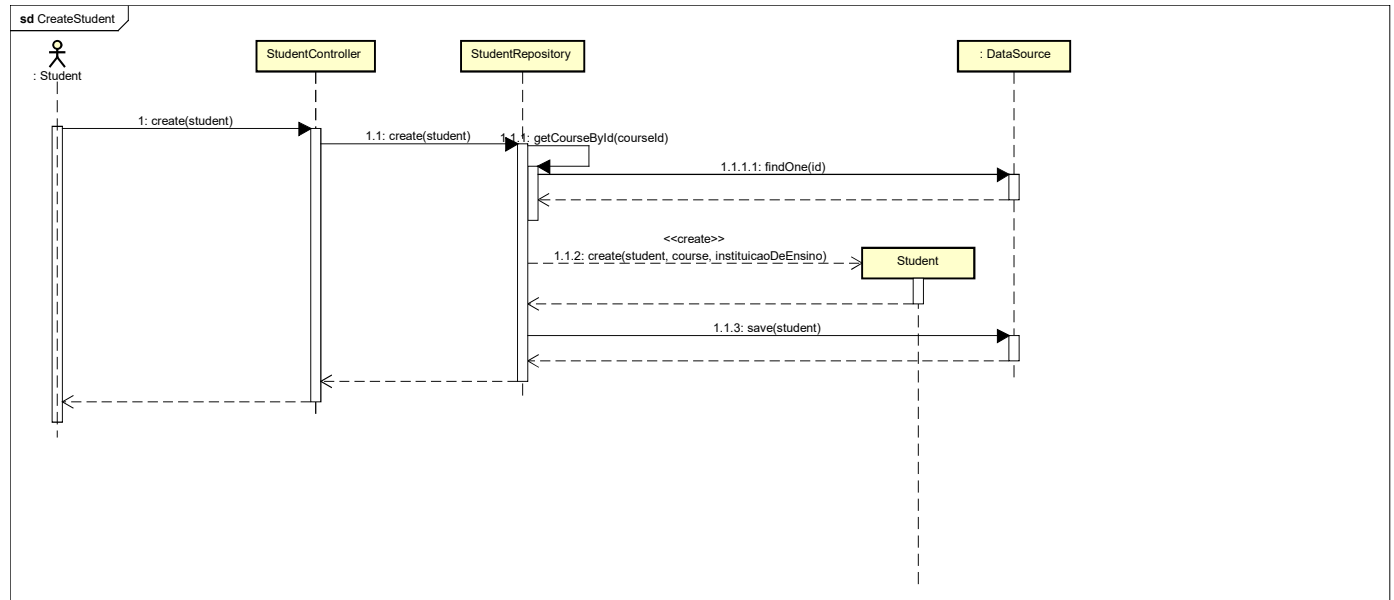 sd CreateStudent
: Student
StudentController
StudentRepository
: DataSource
1: create(student)
1.1: create(student)
1.1.1: getCourseById(courseId)
1.1.1.1: findOne(id)
<<create>>
1.1.2: create(student, course, instituicaoDeEnsino)
Student
1.1.3: save(student)